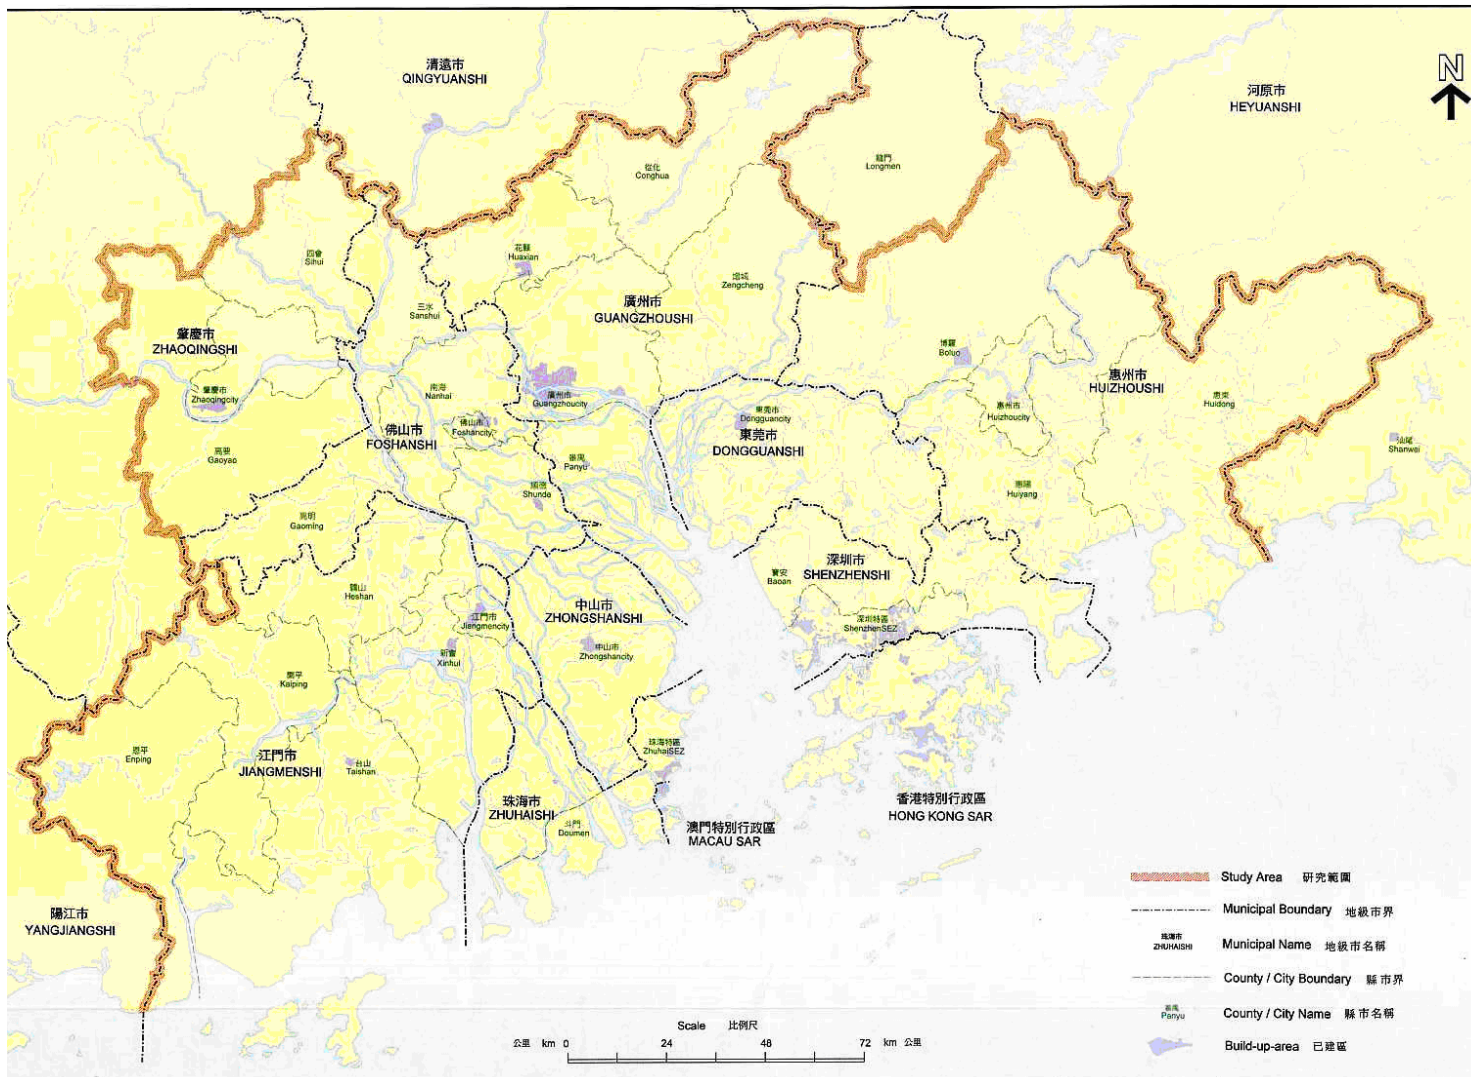 清遠市
QINGYUANSHI
河原市
HEYUANSHI
N
從化
Conghua
龍門
Longmen
四會
Sihui
花縣
Huaxian
增城
Zengcheng
三水
Sanshui
廣州市
GUANGZHOUSHI
肇慶市
ZHAOQINGSHI
博羅
Boluo
惠州市
HUIZHOUSHI
肇慶市
Zhaoqingcity
南海
Nanhai
廣州市
Guangzhoucity
惠州市
Huizhoucity
惠東
Huidong
佛山市
FOSHANSHI
佛山市
Foshancity
東莞市
Dongguancity
東莞市
DONGGUANSHI
汕尾
Shanwei
高要
Gaoyao
番禺
Panyu
順德
Shunde
惠陽
Huiyang
高明
Gaoming
深圳市
SHENZHENSHI
寶安
Baoan
鶴山
Heshan
江門市
Jiangmencity
中山市
ZHONGSHANSHI
深圳特區
ShenzhenSEZ
新會
Xinhui
中山市
Zhongshancity
開平
Kaiping
恩平
Enping
江門市
JIANGMENSHI
台山
Taishan
珠海特區
ZhuhaiSEZ
珠海市
ZHUHAISHI
斗門
Doumen
澳門特別行政區
MACAU SAR
香港特別行政區
HONG KONG SAR
陽江市
YANGJIANGSHI
Study Area 研究範圍
Municipal Boundary 地級市界
珠海市
ZHUHAISHI
Municipal Name 地級市名稱
County / City Boundary 縣市界
番禺
Panyu
County / City Name 縣市名稱
Build-up-area 已建區
Scale 比例尺
公里 km 0 24 48 72 km 公里